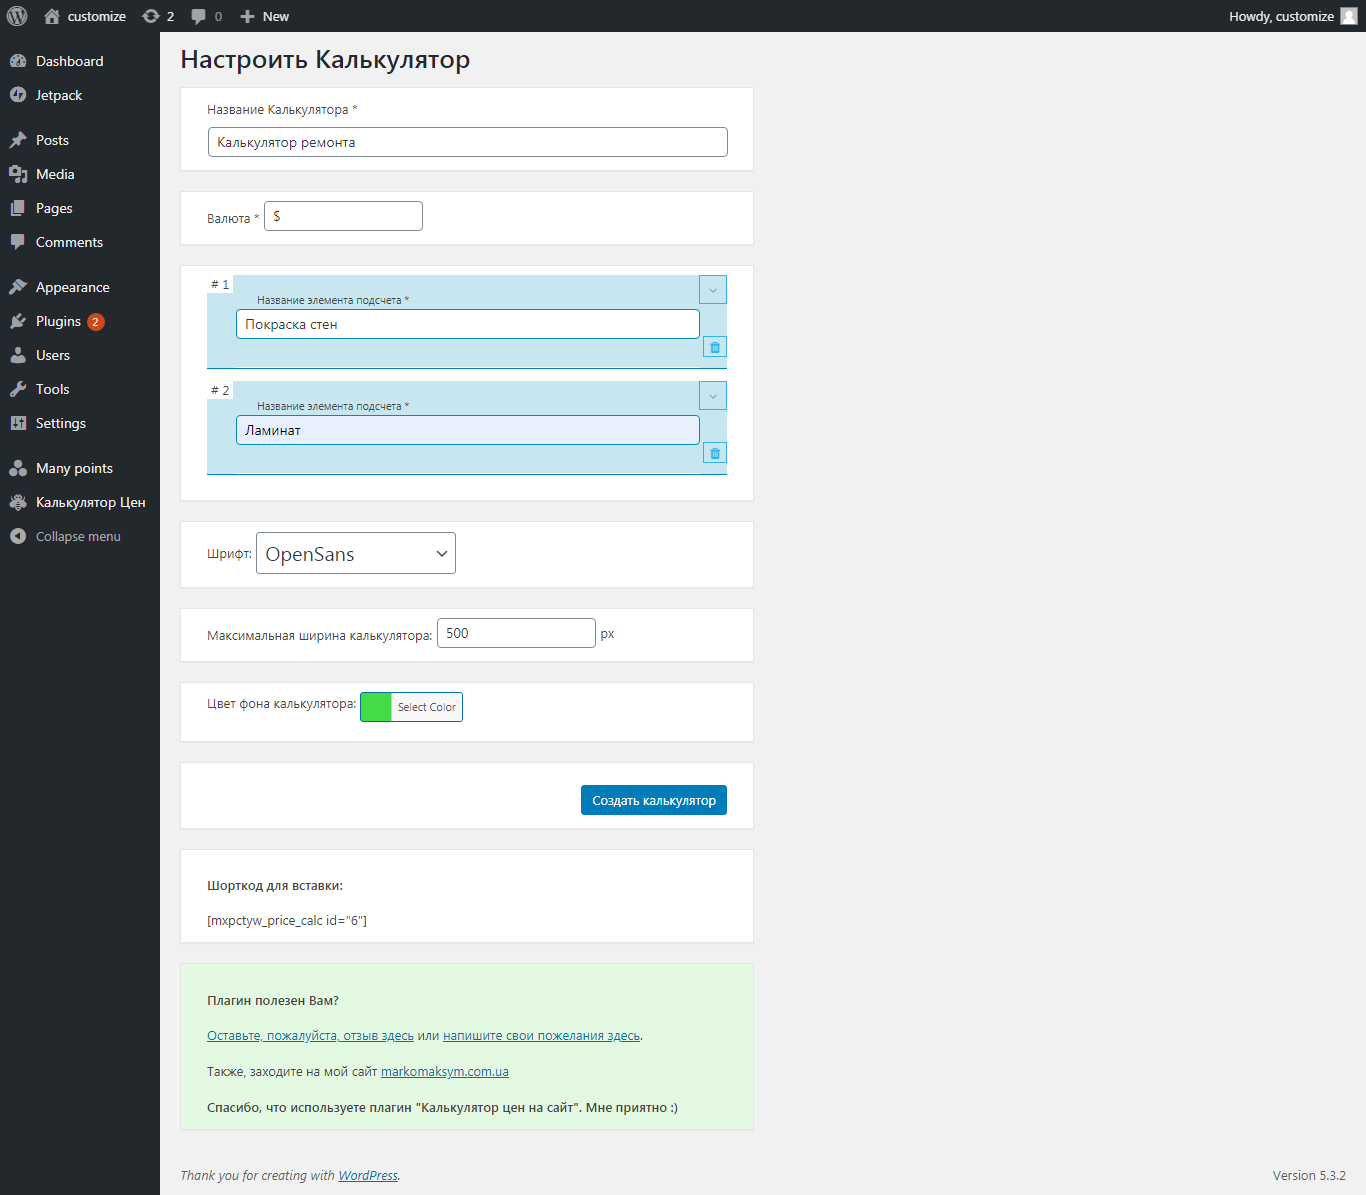 customize 2 0 New Howdy, customize
Dashboard
Jetpack
Posts
Media
Pages
Comments
Appearance
Plugins 2
Users
Tools
Settings
Many points
Калькулятор Цен
Collapse menu
Настроить Калькулятор
Название Калькулятора *
Калькулятор ремонта
Валюта * $
# 1
Название элемента подсчета *
Покраска стен
# 2
Название элемента подсчета *
Ламинат
Шрифт: OpenSans
Максимальная ширина калькулятора: 500 px
Цвет фона калькулятора: Select Color
Создать калькулятор
Шорткод для вставки:
[mxpctyw_price_calc id="6"]
Плагин полезен Вам?
Оставьте, пожалуйста, отзыв здесь или напишите свои пожелания здесь.
Также, заходите на мой сайт markomaksym.com.ua
Спасибо, что используете плагин "Калькулятор цен на сайт". Мне приятно :)
Thank you for creating with WordPress. Version 5.3.2